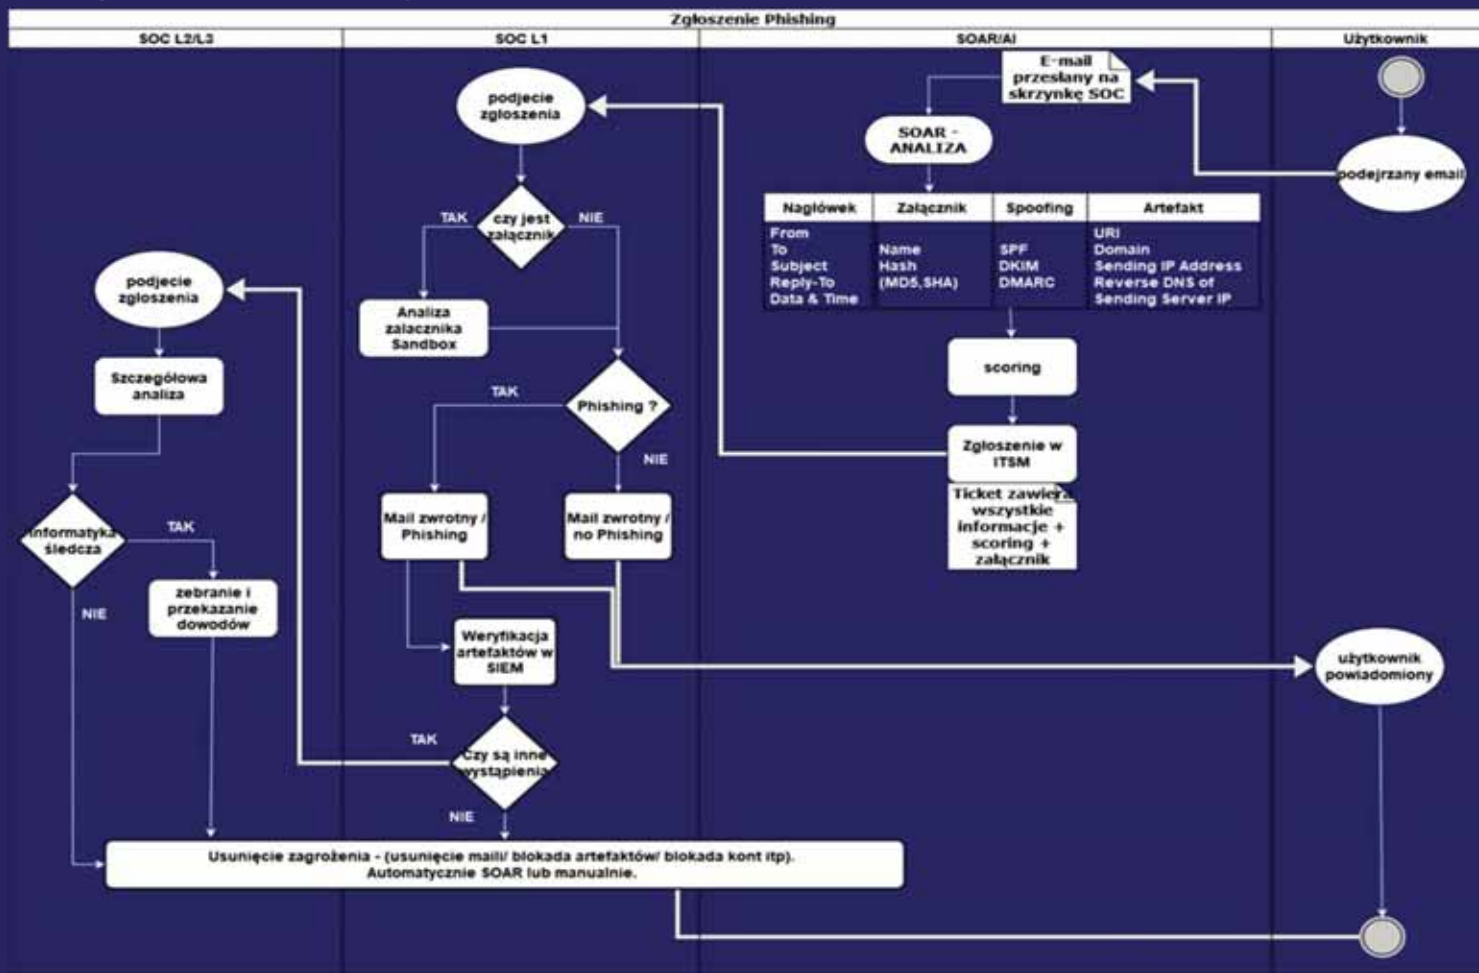 Zgłoszenie Phishing
SOC L2/L3
SOC L1
SOAR/AI
Użytkownik
E-mail
przesłany na
skrzynkę SOC
podejrzany email
SOAR -
ANALIZA
Nagłówek
Załącznik
Spoofing
Artefakt
From
To
Subject
Reply-To
Data & Time
Name
Hash
(MD5,SHA)
SPF
DKIM
DMARC
URI
Domain
Sending IP Address
Reverse DNS of
Sending Server IP
scoring
Zgłoszenie w
ITSM
Ticket zawiera
wszystkie
informacje +
scoring +
załącznik
podjecie
zgloszenia
czy jest
załącznik
TAK
NIE
Analiza
zalacznika
Sandbox
Phishing ?
TAK
NIE
Mail zwrotny /
Phishing
Mail zwrotny /
no Phishing
Weryfikacja
artefaktów w
SIEM
Czy są inne
wystąpienia
TAK
NIE
podjecie
zgloszenia
Szczegółowa
analiza
informatyka
śledcza
TAK
NIE
zebranie i
przekazanie
dowodów
Usunięcie zagrożenia - (usunięcie maili/ blokada artefaktów/ blokada kont itp).
Automatycznie SOAR lub manualnie.
użytkownik
powiadomiony